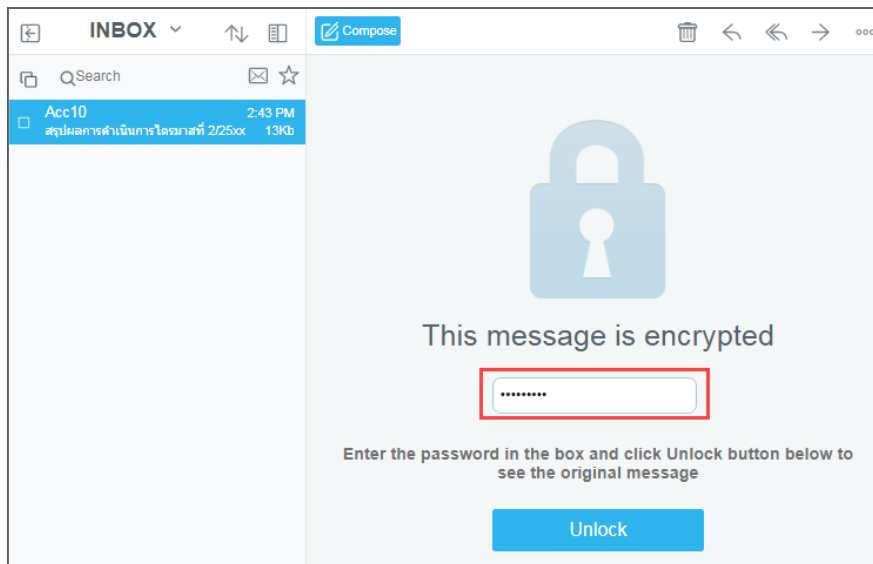 INBOX
Compose
Search
Acc10 2:43 PM
สรุปผลการดำเนินการไตรมาสที่ 2/25xx 13Kb
This message is encrypted
•••••••••
Enter the password in the box and click Unlock button below to
see the original message
Unlock